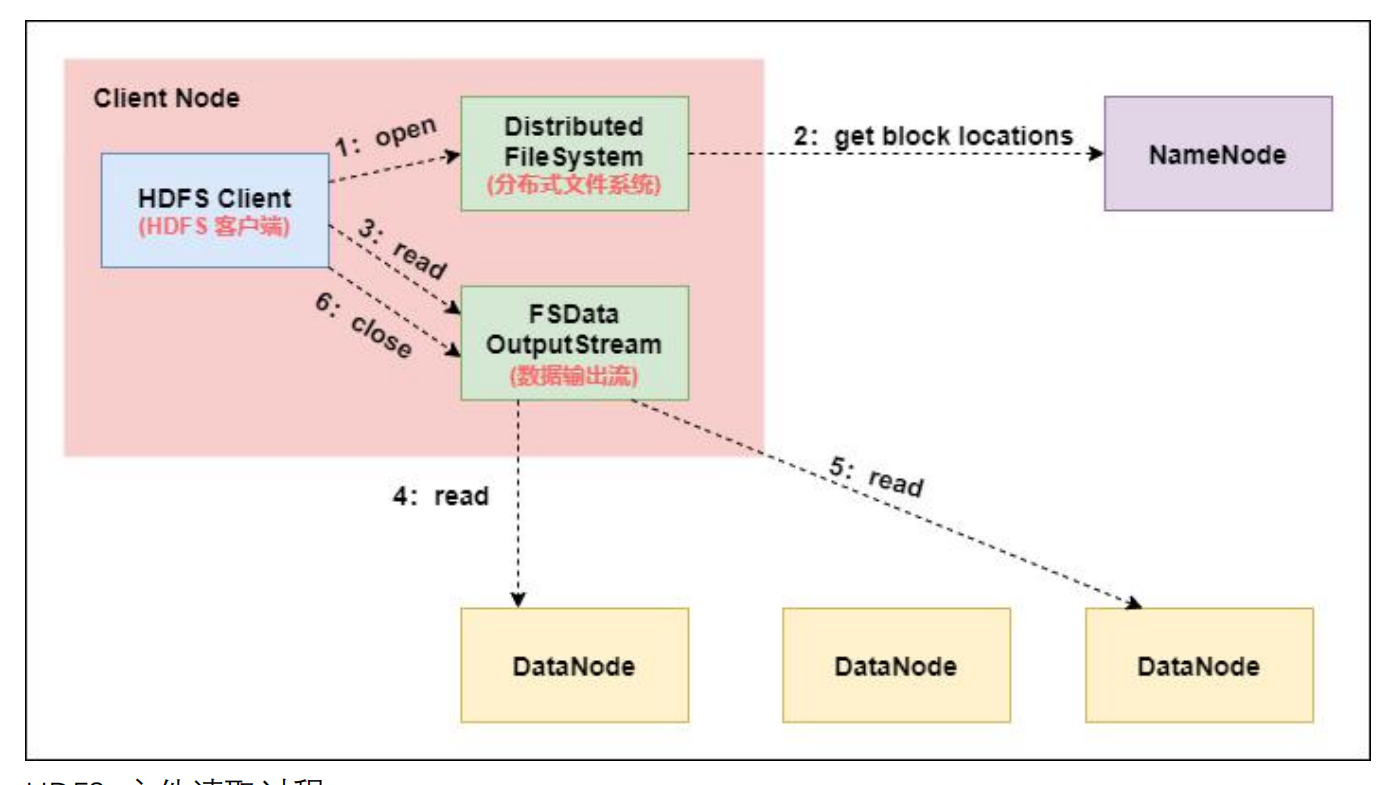 Client Node
1： open
Distributed
FileSystem
(分布式文件系统)
2： get block locations
NameNode
HDFS Client
(HDFS 客户端)
3： read
6： close
FSData
OutputStream
(数据输出流)
4： read
5： read
DataNode
DataNode
DataNode